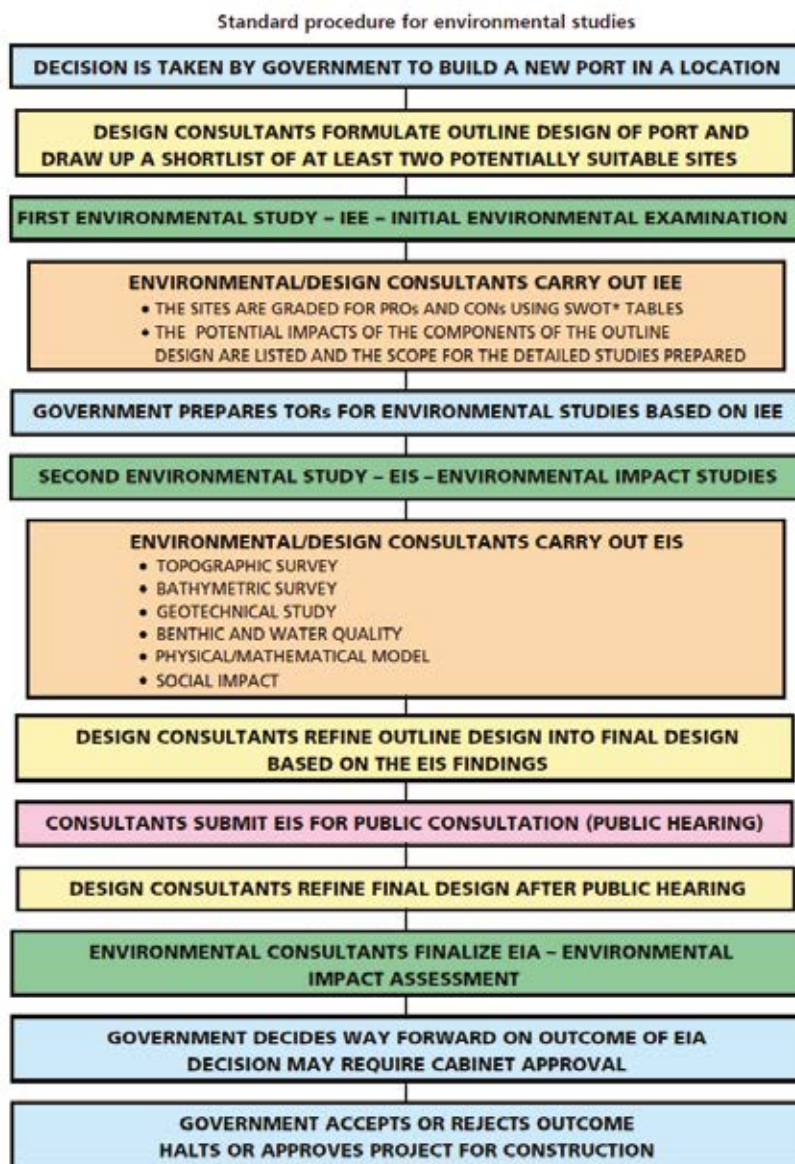 Standard procedure for environmental studies
DECISION IS TAKEN BY GOVERNMENT TO BUILD A NEW PORT IN A LOCATION
DESIGN CONSULTANTS FORMULATE OUTLINE DESIGN OF PORT AND
DRAW UP A SHORTLIST OF AT LEAST TWO POTENTIALLY SUITABLE SITES
FIRST ENVIRONMENTAL STUDY – IEE – INITIAL ENVIRONMENTAL EXAMINATION
ENVIRONMENTAL/DESIGN CONSULTANTS CARRY OUT IEE
• THE SITES ARE GRADED FOR PROs AND CONs USING SWOT* TABLES
• THE POTENTIAL IMPACTS OF THE COMPONENTS OF THE OUTLINE
DESIGN ARE LISTED AND THE SCOPE FOR THE DETAILED STUDIES PREPARED
GOVERNMENT PREPARES TORs FOR ENVIRONMENTAL STUDIES BASED ON IEE
SECOND ENVIRONMENTAL STUDY – EIS – ENVIRONMENTAL IMPACT STUDIES
ENVIRONMENTAL/DESIGN CONSULTANTS CARRY OUT EIS
• TOPOGRAPHIC SURVEY
• BATHYMETRIC SURVEY
• GEOTECHNICAL STUDY
• BENTHIC AND WATER QUALITY
• PHYSICAL/MATHEMATICAL MODEL
• SOCIAL IMPACT
DESIGN CONSULTANTS REFINE OUTLINE DESIGN INTO FINAL DESIGN
BASED ON THE EIS FINDINGS
CONSULTANTS SUBMIT EIS FOR PUBLIC CONSULTATION (PUBLIC HEARING)
DESIGN CONSULTANTS REFINE FINAL DESIGN AFTER PUBLIC HEARING
ENVIRONMENTAL CONSULTANTS FINALIZE EIA – ENVIRONMENTAL
IMPACT ASSESSMENT
GOVERNMENT DECIDES WAY FORWARD ON OUTCOME OF EIA
DECISION MAY REQUIRE CABINET APPROVAL
GOVERNMENT ACCEPTS OR REJECTS OUTCOME
HALTS OR APPROVES PROJECT FOR CONSTRUCTION